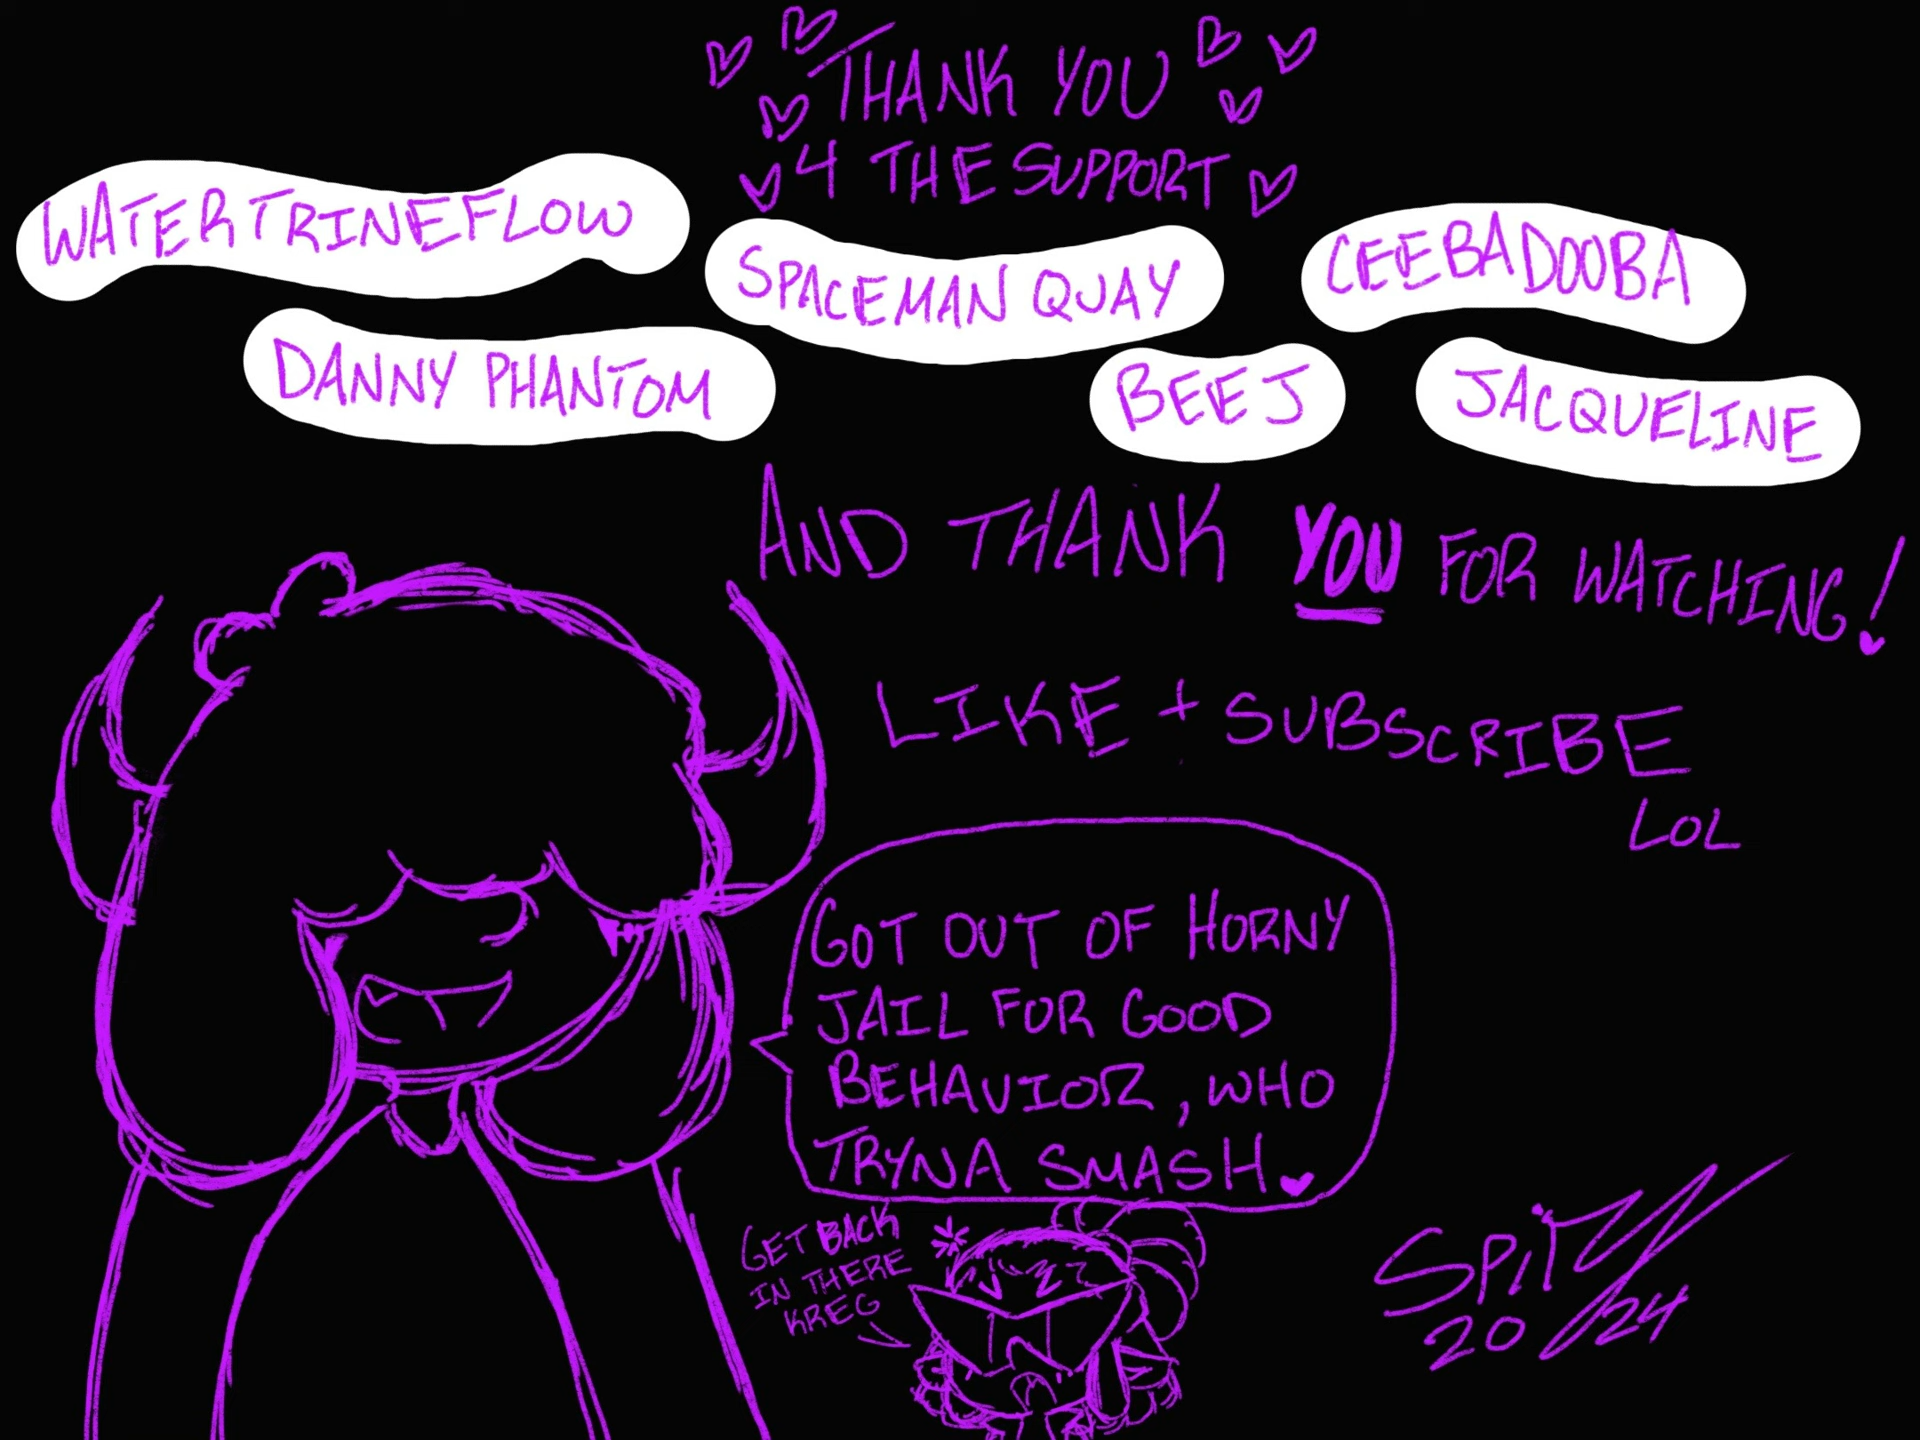 THANK YOU
4 THE SUPPORT
WATERTRINEFLOW
SPACEMAN QUAY
CEEBADOOBA
DANNY PHANTOM
BEEJ
JACQUELINE
AND THANK YOU FOR WATCHING!
LIKE + SUBSCRIBE
LOL
GOT OUT OF HORNY
JAIL FOR GOOD
BEHAVIOR, WHO
TRYNA SMASH
GET BACK
IN THERE
KREG
2024